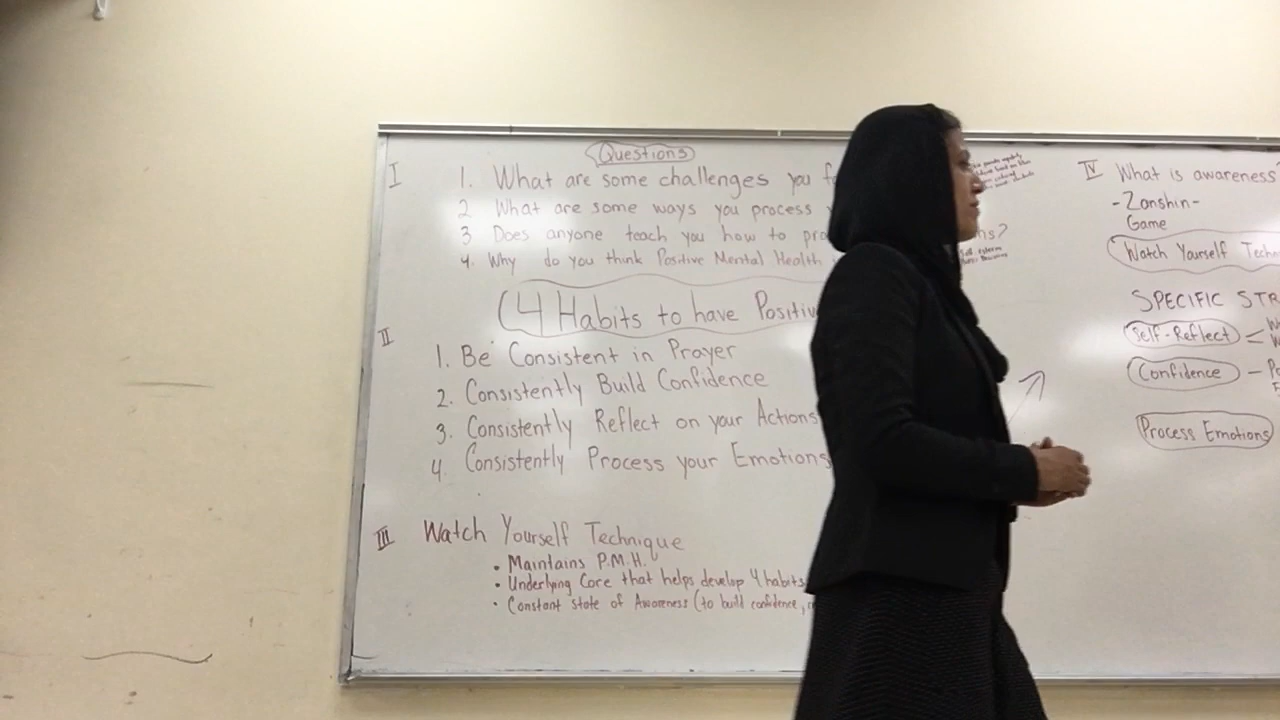 Questions
I
1. What are some challenges you
2 What are some ways you process
3 Does anyone teach you how to
4. Why do you think Positive Mental Health
4 Habits to have
II
1. Be Consistent in Prayer
2. Consistently Build Confidence
3. Consistently Reflect on your Actions
4. Consistently Process your Emotions
III Watch Yourself Technique
• Maintains P.M.H.
• Underlying Core that helps develop 4 habits
• Constant State of Awareness (to build confidence,
IV What is awareness
-Zanshin-
Game
Watch Yourself
SPECIFIC
Self-Reflect =
Confidence -
Process Emotions